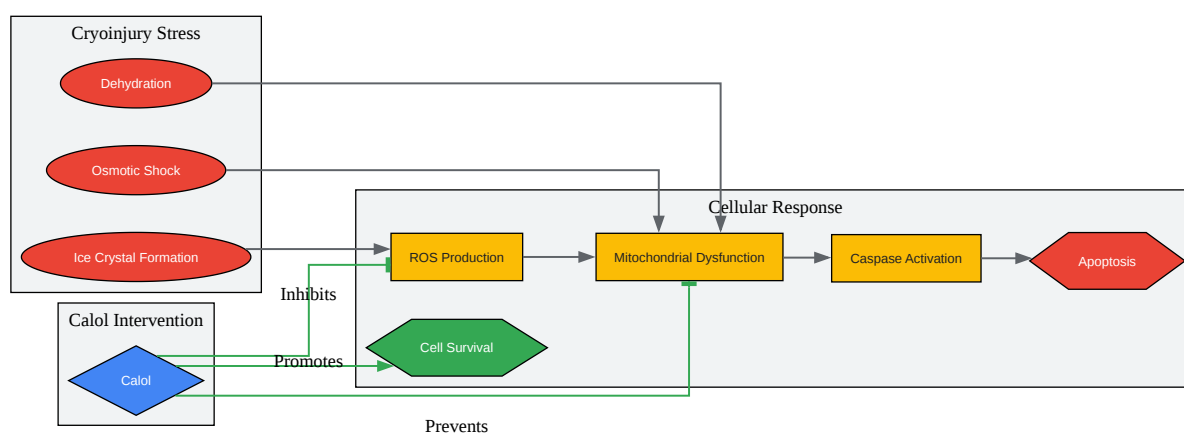 Cryoinjury Stress
Dehydration
Osmotic Shock
Ice Crystal Formation
Cellular Response
ROS Production
Mitochondrial Dysfunction
Caspase Activation
Apoptosis
Inhibits
Calol Intervention
Cell Survival
Promotes
Calol
Prevents